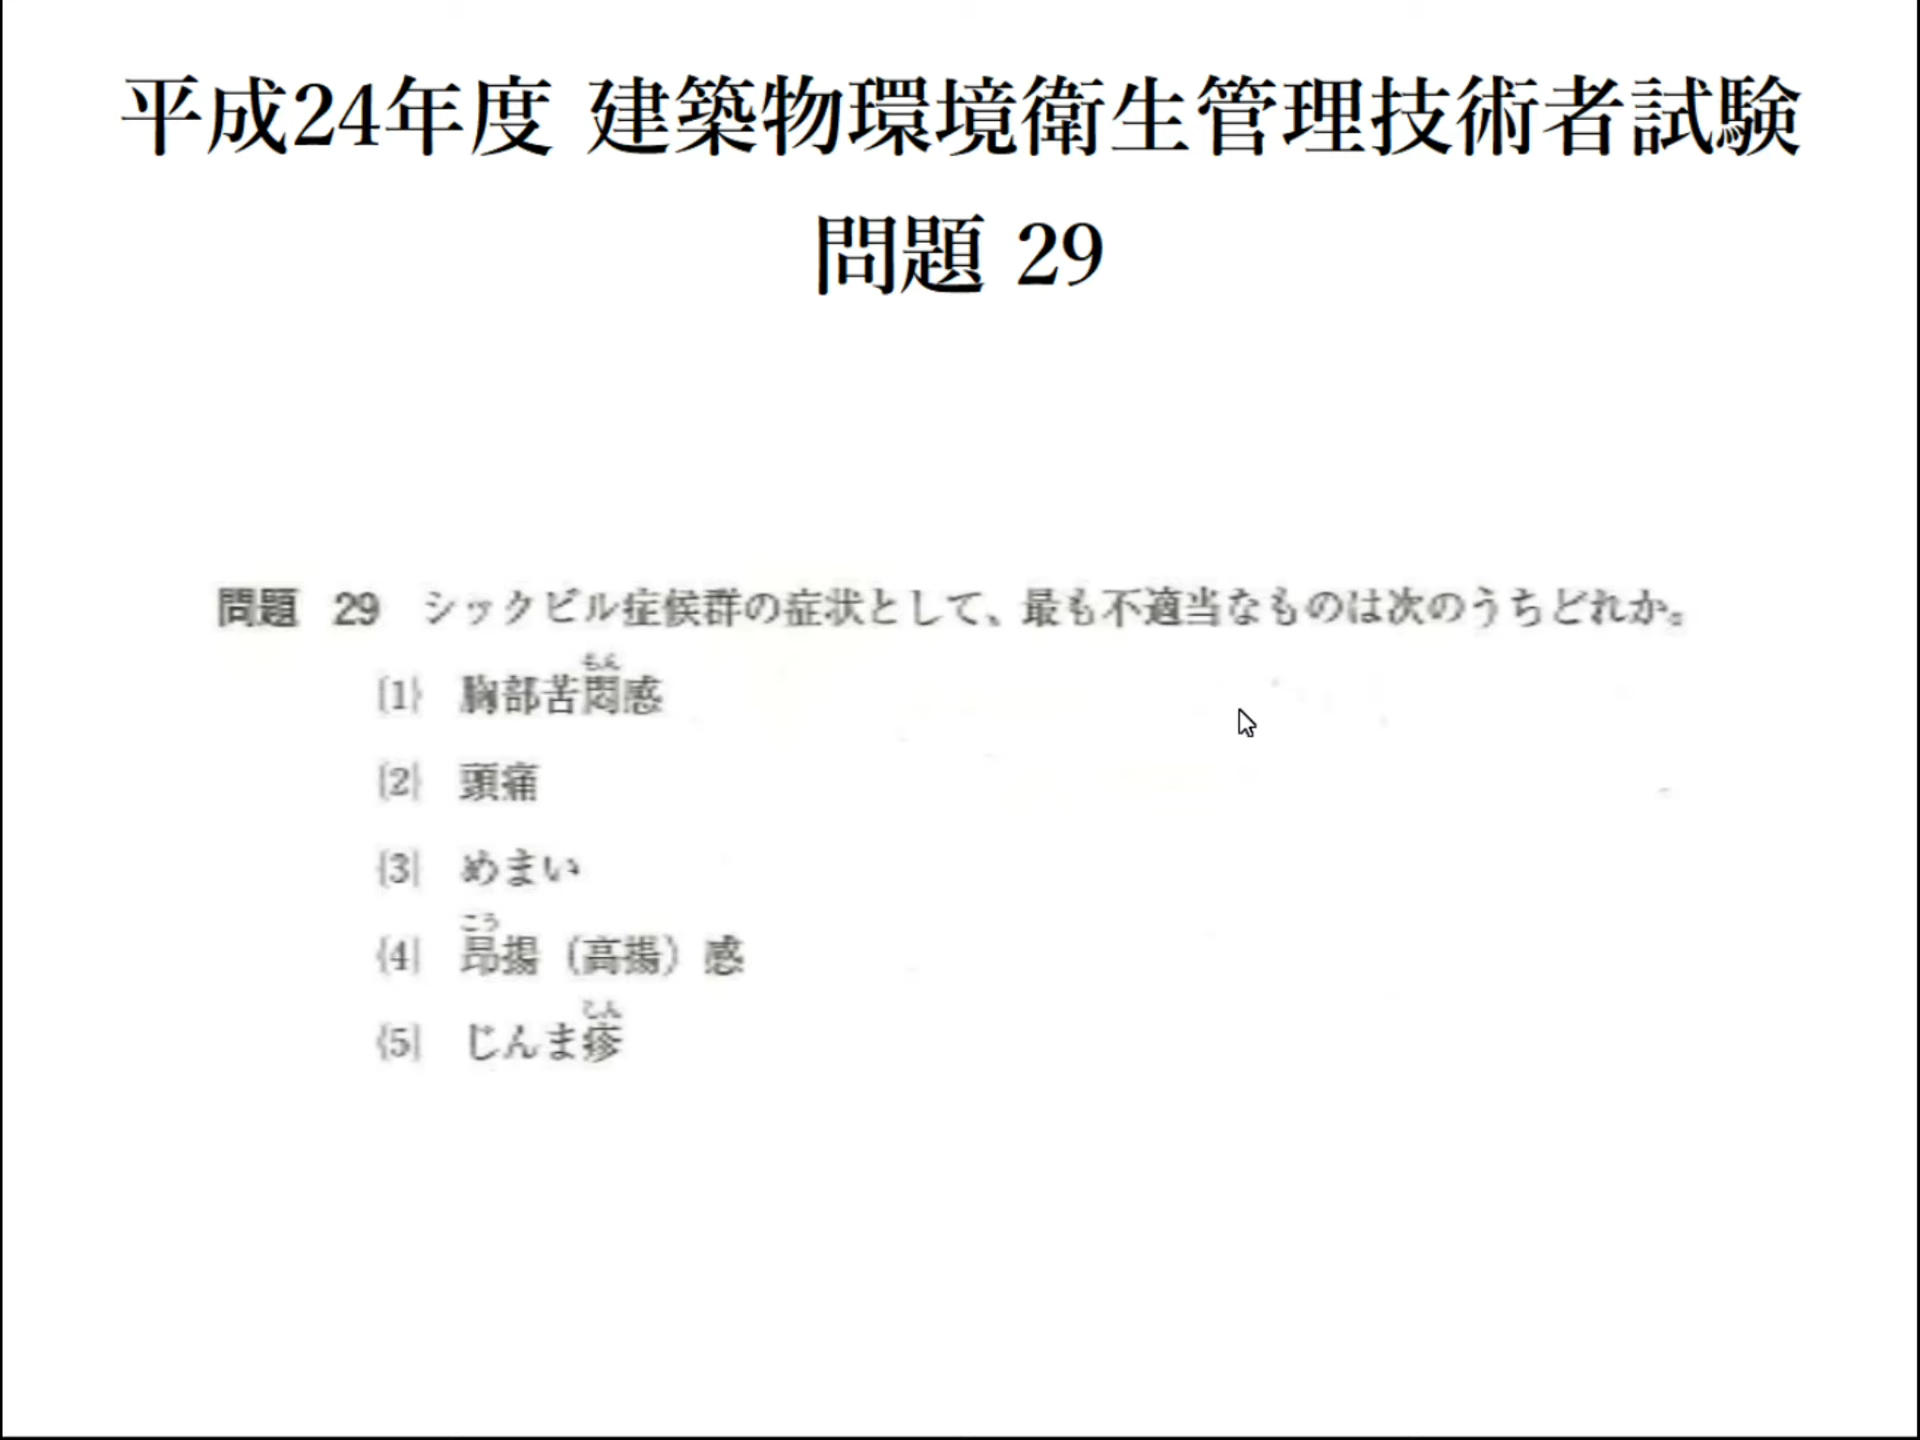 平成24年度 建築物環境衛生管理技術者試験
問題 29
問題 29 シックビル症候群の症状として、最も不適当なものは次のうちどれか。
もん
(1) 胸部苦悶感
(2) 頭痛
(3) めまい
こう
(4) 昂揚（高揚）感
しん
(5) じんま疹